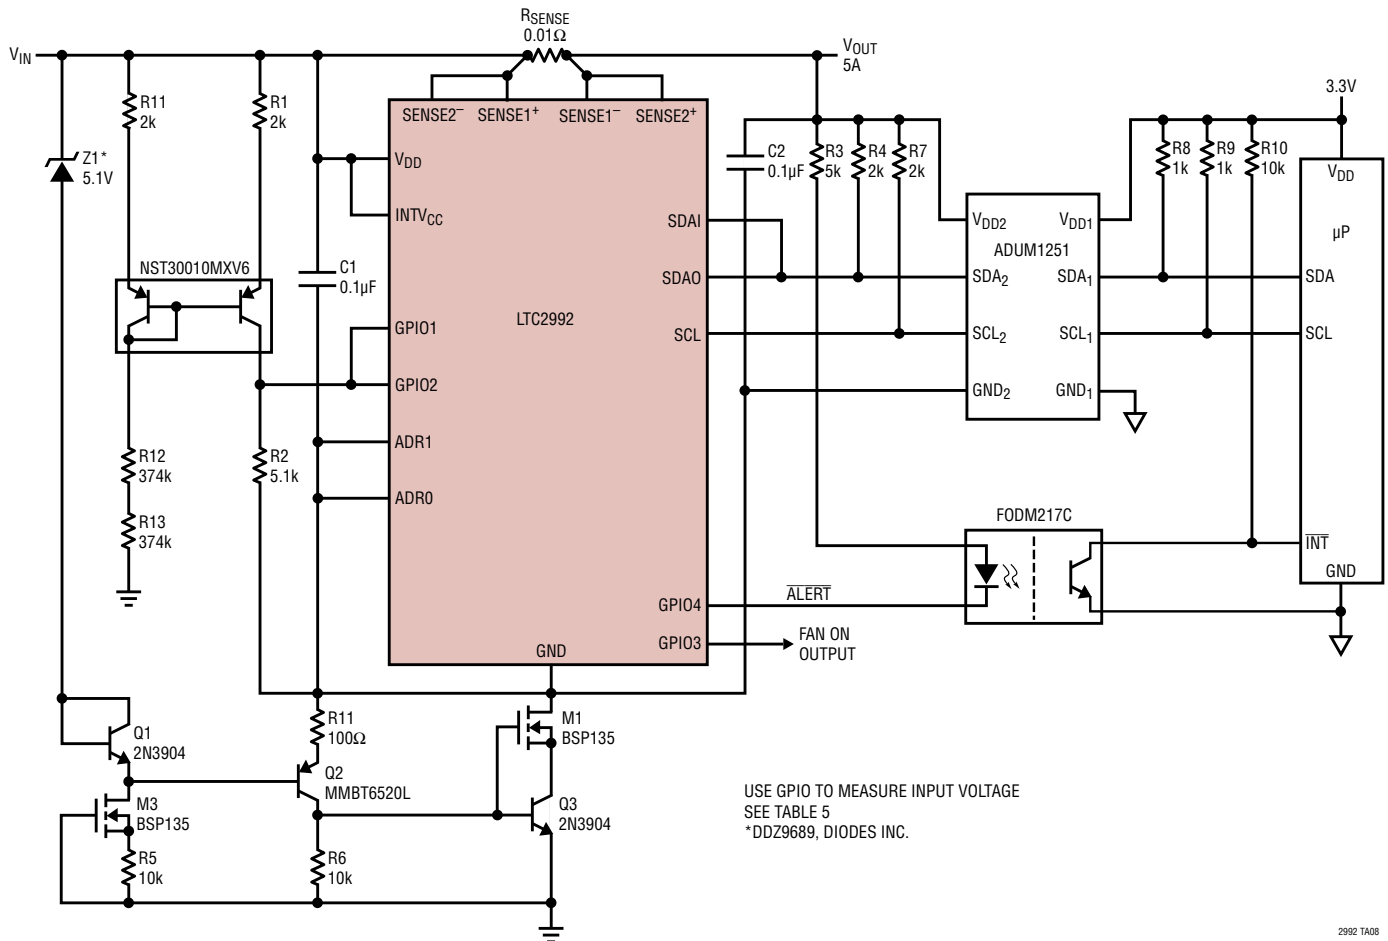 RSENSE
0.01Ω
VIN
VOUT
5A
3.3V
R11
2k
R1
2k
SENSE2–
SENSE1+
SENSE1–
SENSE2+
Z1*
5.1V
VDD
INTVCC
C2
0.1µF
R3
5k
R4
2k
R7
2k
R8
1k
R9
1k
R10
10k
VDD
µP
SDAI
VDD2
VDD1
ADUM1251
NST30010MXV6
C1
0.1µF
SDAO
SDA2
SDA1
SDA
LTC2992
GPIO1
SCL
SCL2
SCL1
SCL
GPIO2
GND2
GND1
ADR1
R12
374k
R2
5.1k
ADR0
R13
374k
FODM217C
INT
GND
GPIO4
ALERT
GPIO3
FAN ON
OUTPUT
GND
R11
100Ω
M1
BSP135
Q1
2N3904
Q2
MMBT6520L
M3
BSP135
Q3
2N3904
R5
10k
R6
10k
USE GPIO TO MEASURE INPUT VOLTAGE
SEE TABLE 5
*DDZ9689, DIODES INC.
2992 TA08